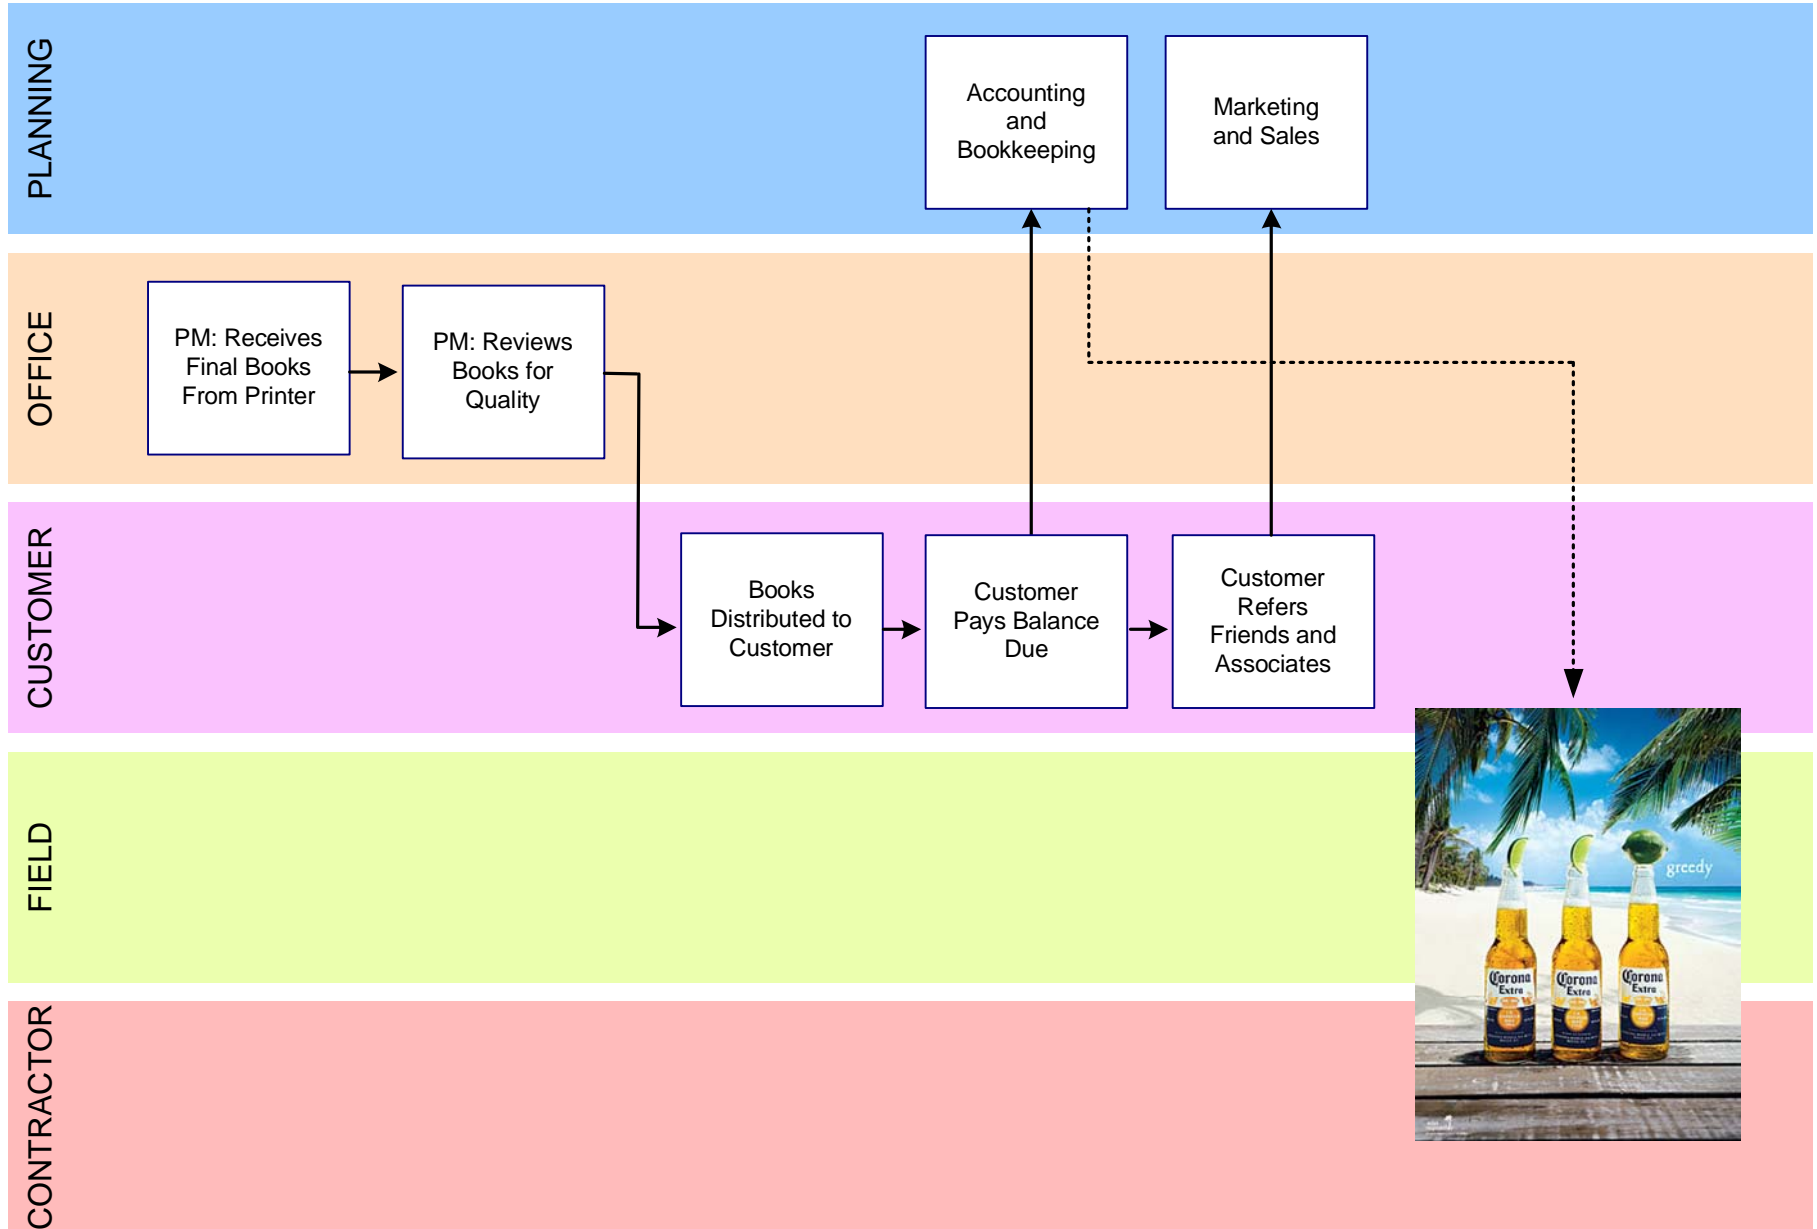 PLANNING
Accounting
and
Bookkeeping
Marketing
and Sales
OFFICE
PM: Receives
Final Books
From Printer
PM: Reviews
Books for
Quality
CUSTOMER
Books
Distributed to
Customer
Customer
Pays Balance
Due
Customer
Refers
Friends and
Associates
FIELD
greedy
Corona
Extra
Corona
Extra
Corona
Extra
CONTRACTOR